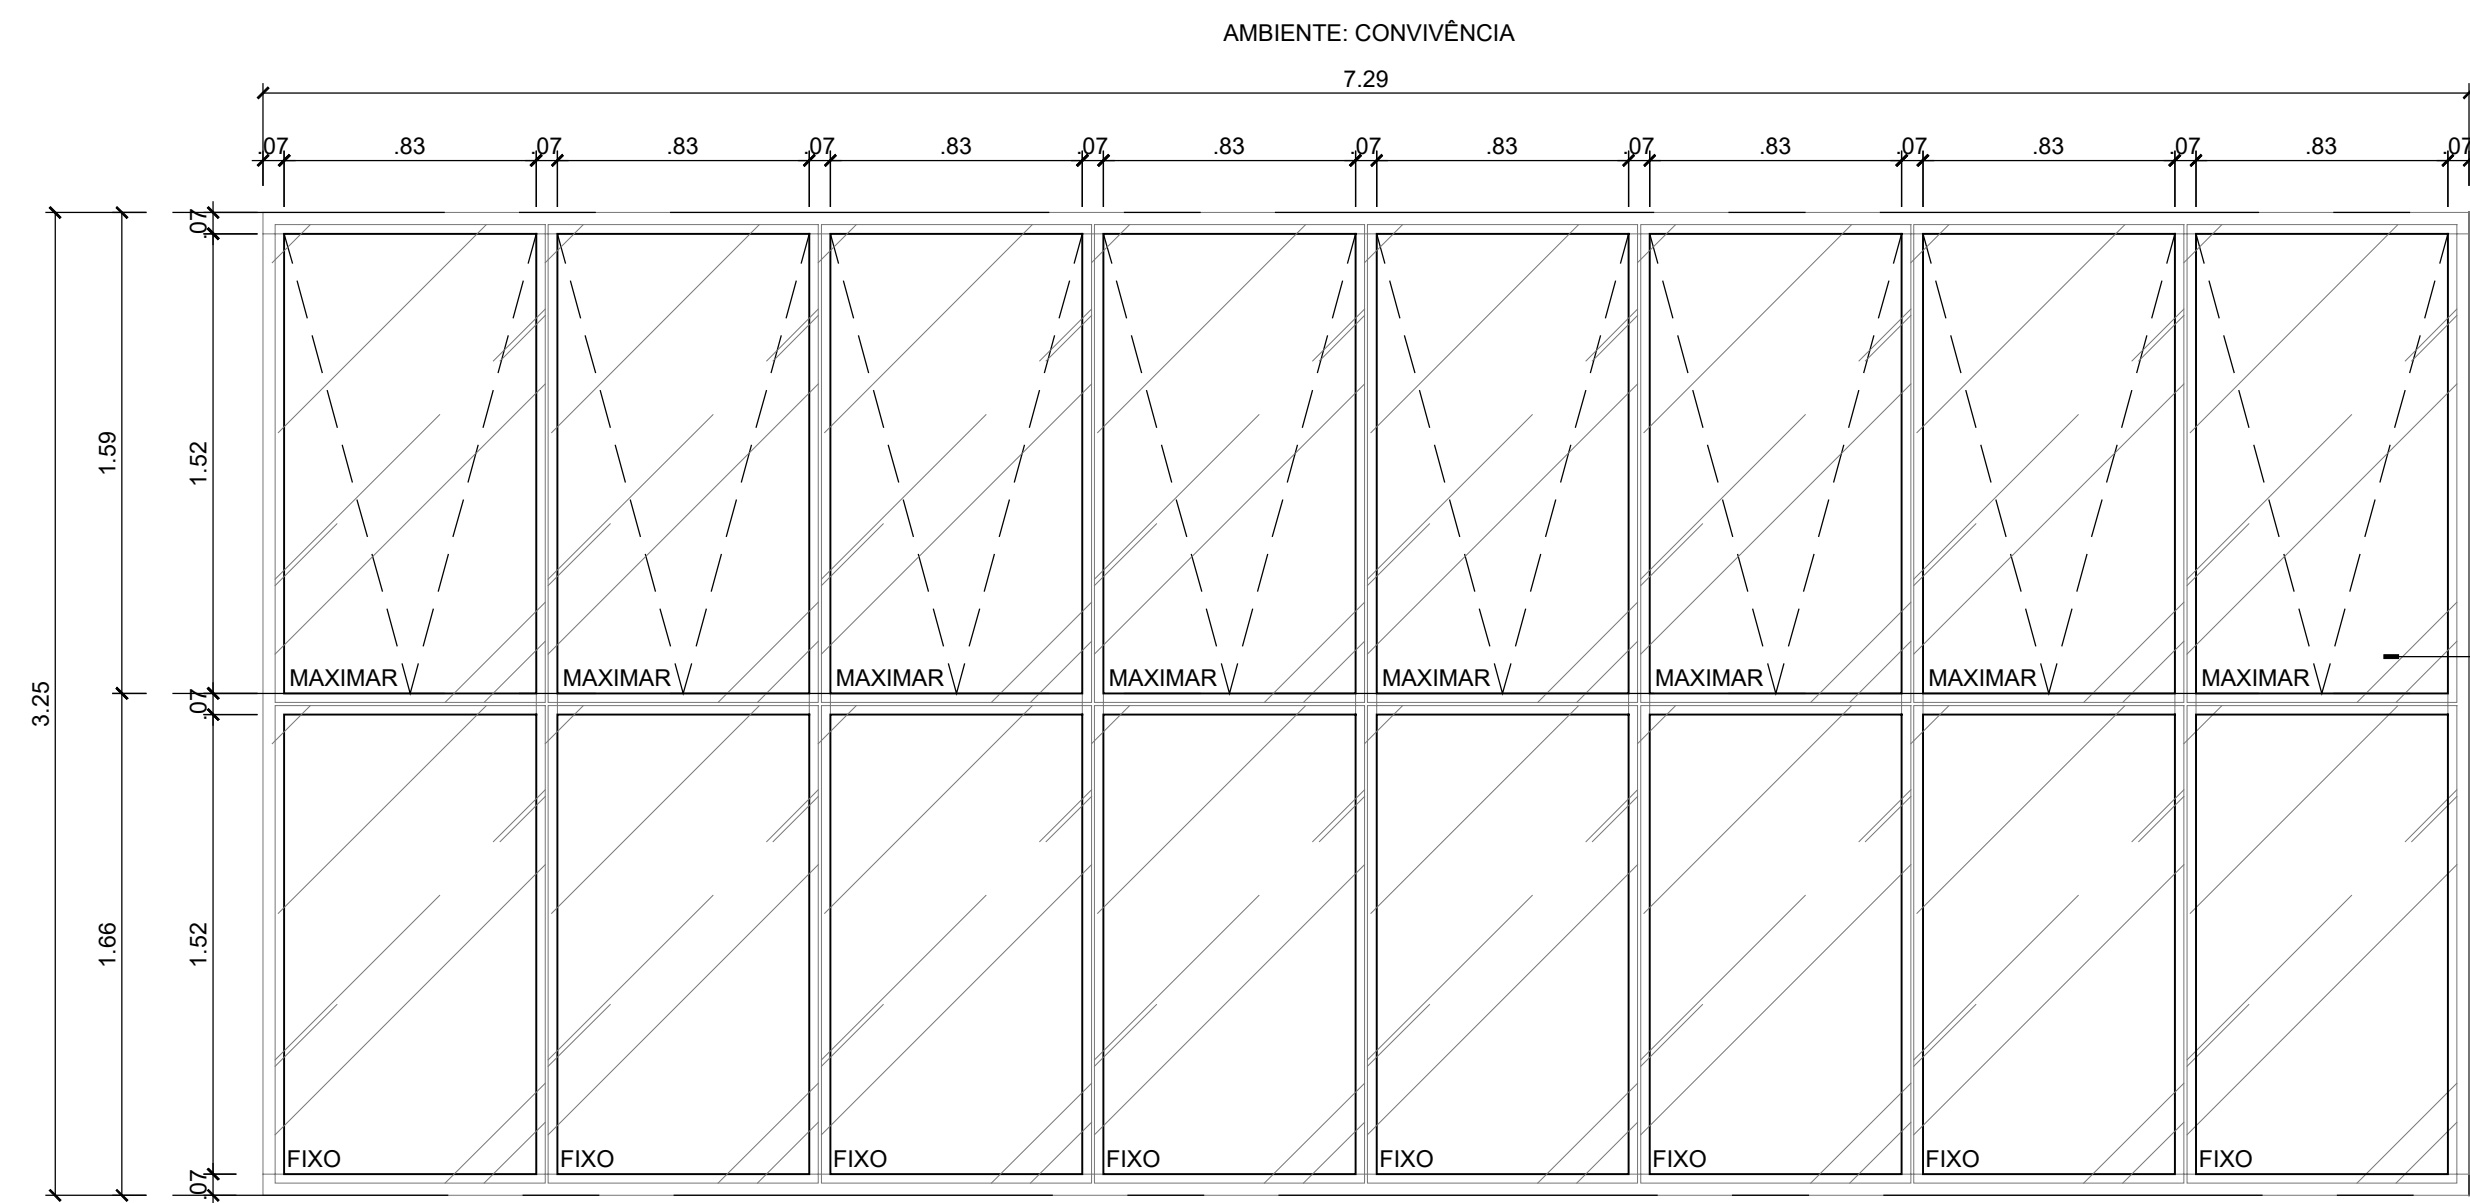 AMBIENTE: CONVIVÊNCIA
7.29
.07 .83 .07 .83 .07 .83 .07 .83 .07 .83 .07 .83 .07 .83 .07 .83 .07
.07
1.59
1.52
MAXIMAR MAXIMAR MAXIMAR MAXIMAR MAXIMAR MAXIMAR MAXIMAR MAXIMAR
3.25
.07
1.66
1.52
FIXO FIXO FIXO FIXO FIXO FIXO FIXO FIXO
.07